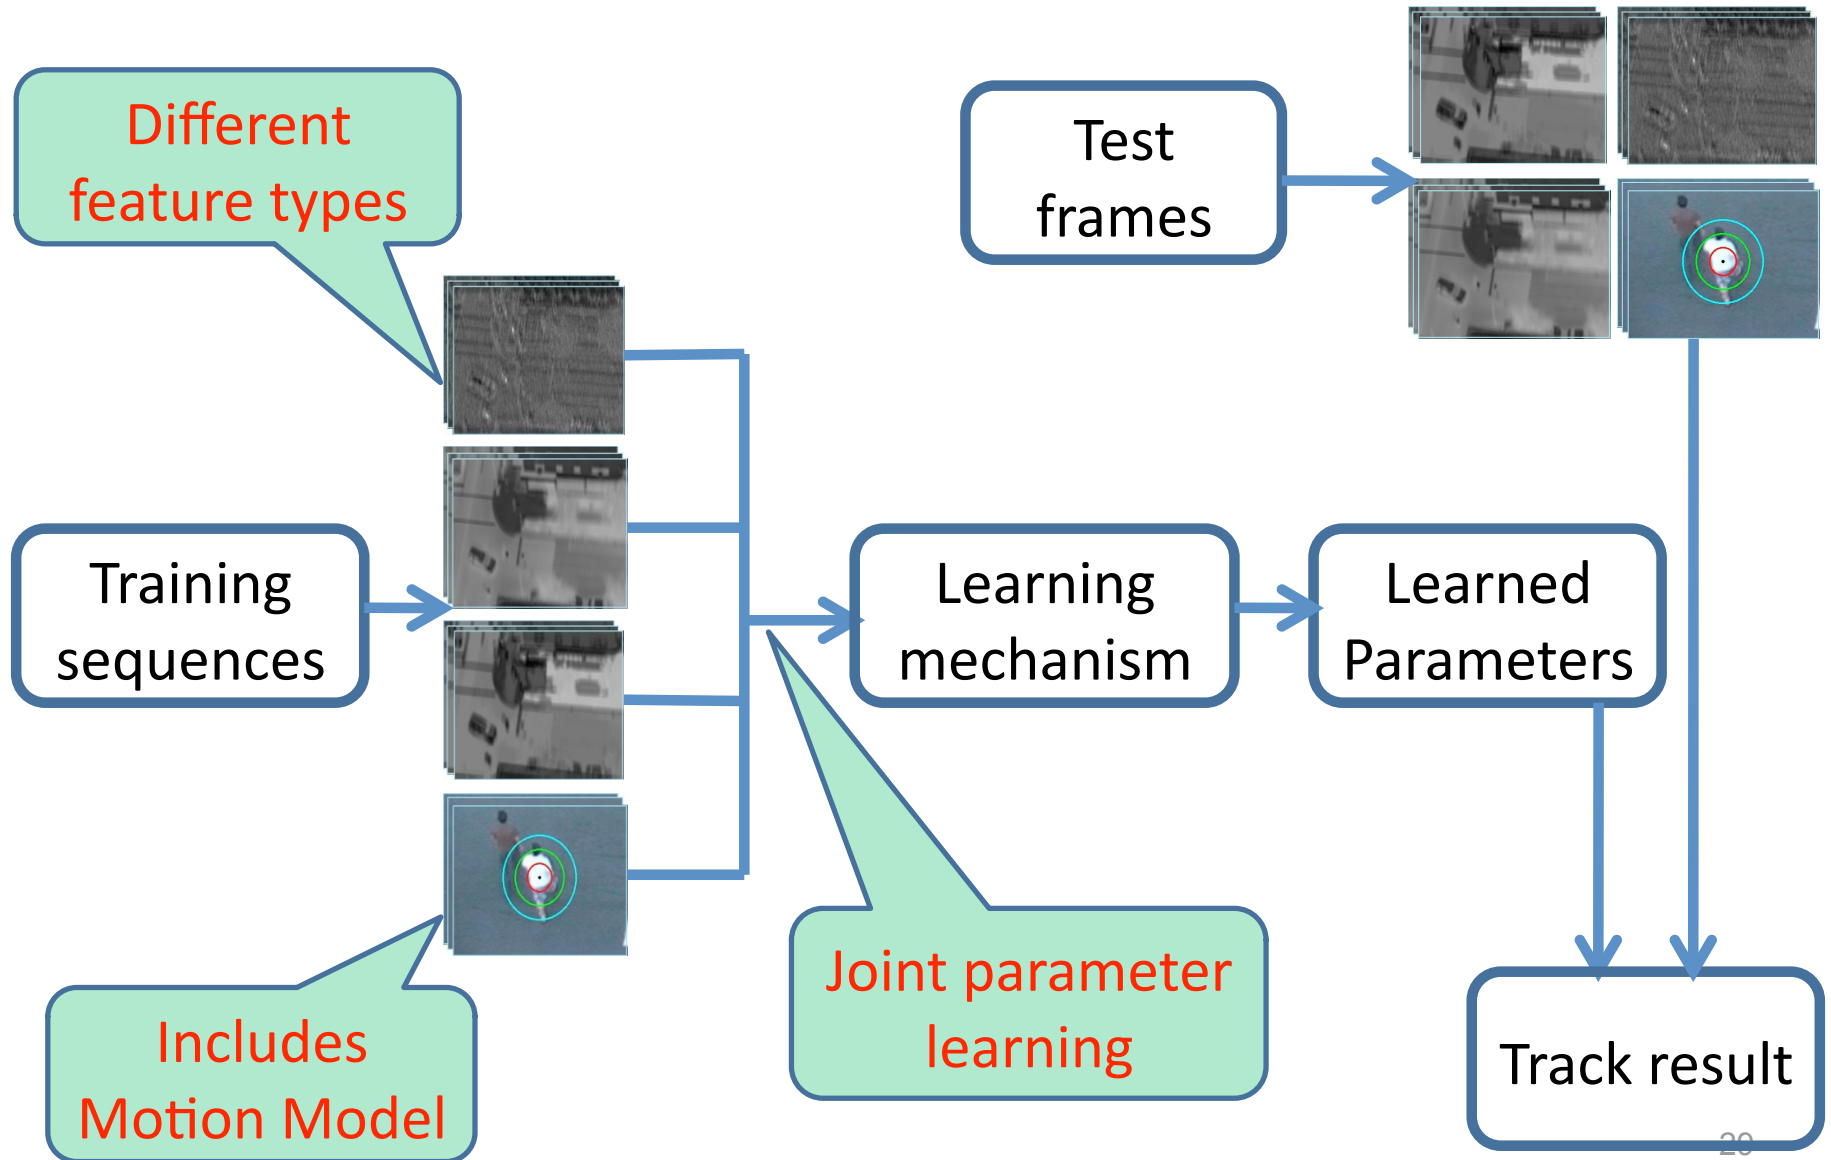 Different
feature types
Test
frames
Training
sequences
Learning
mechanism
Learned
Parameters
Joint parameter
learning
Includes
Motion Model
Track result